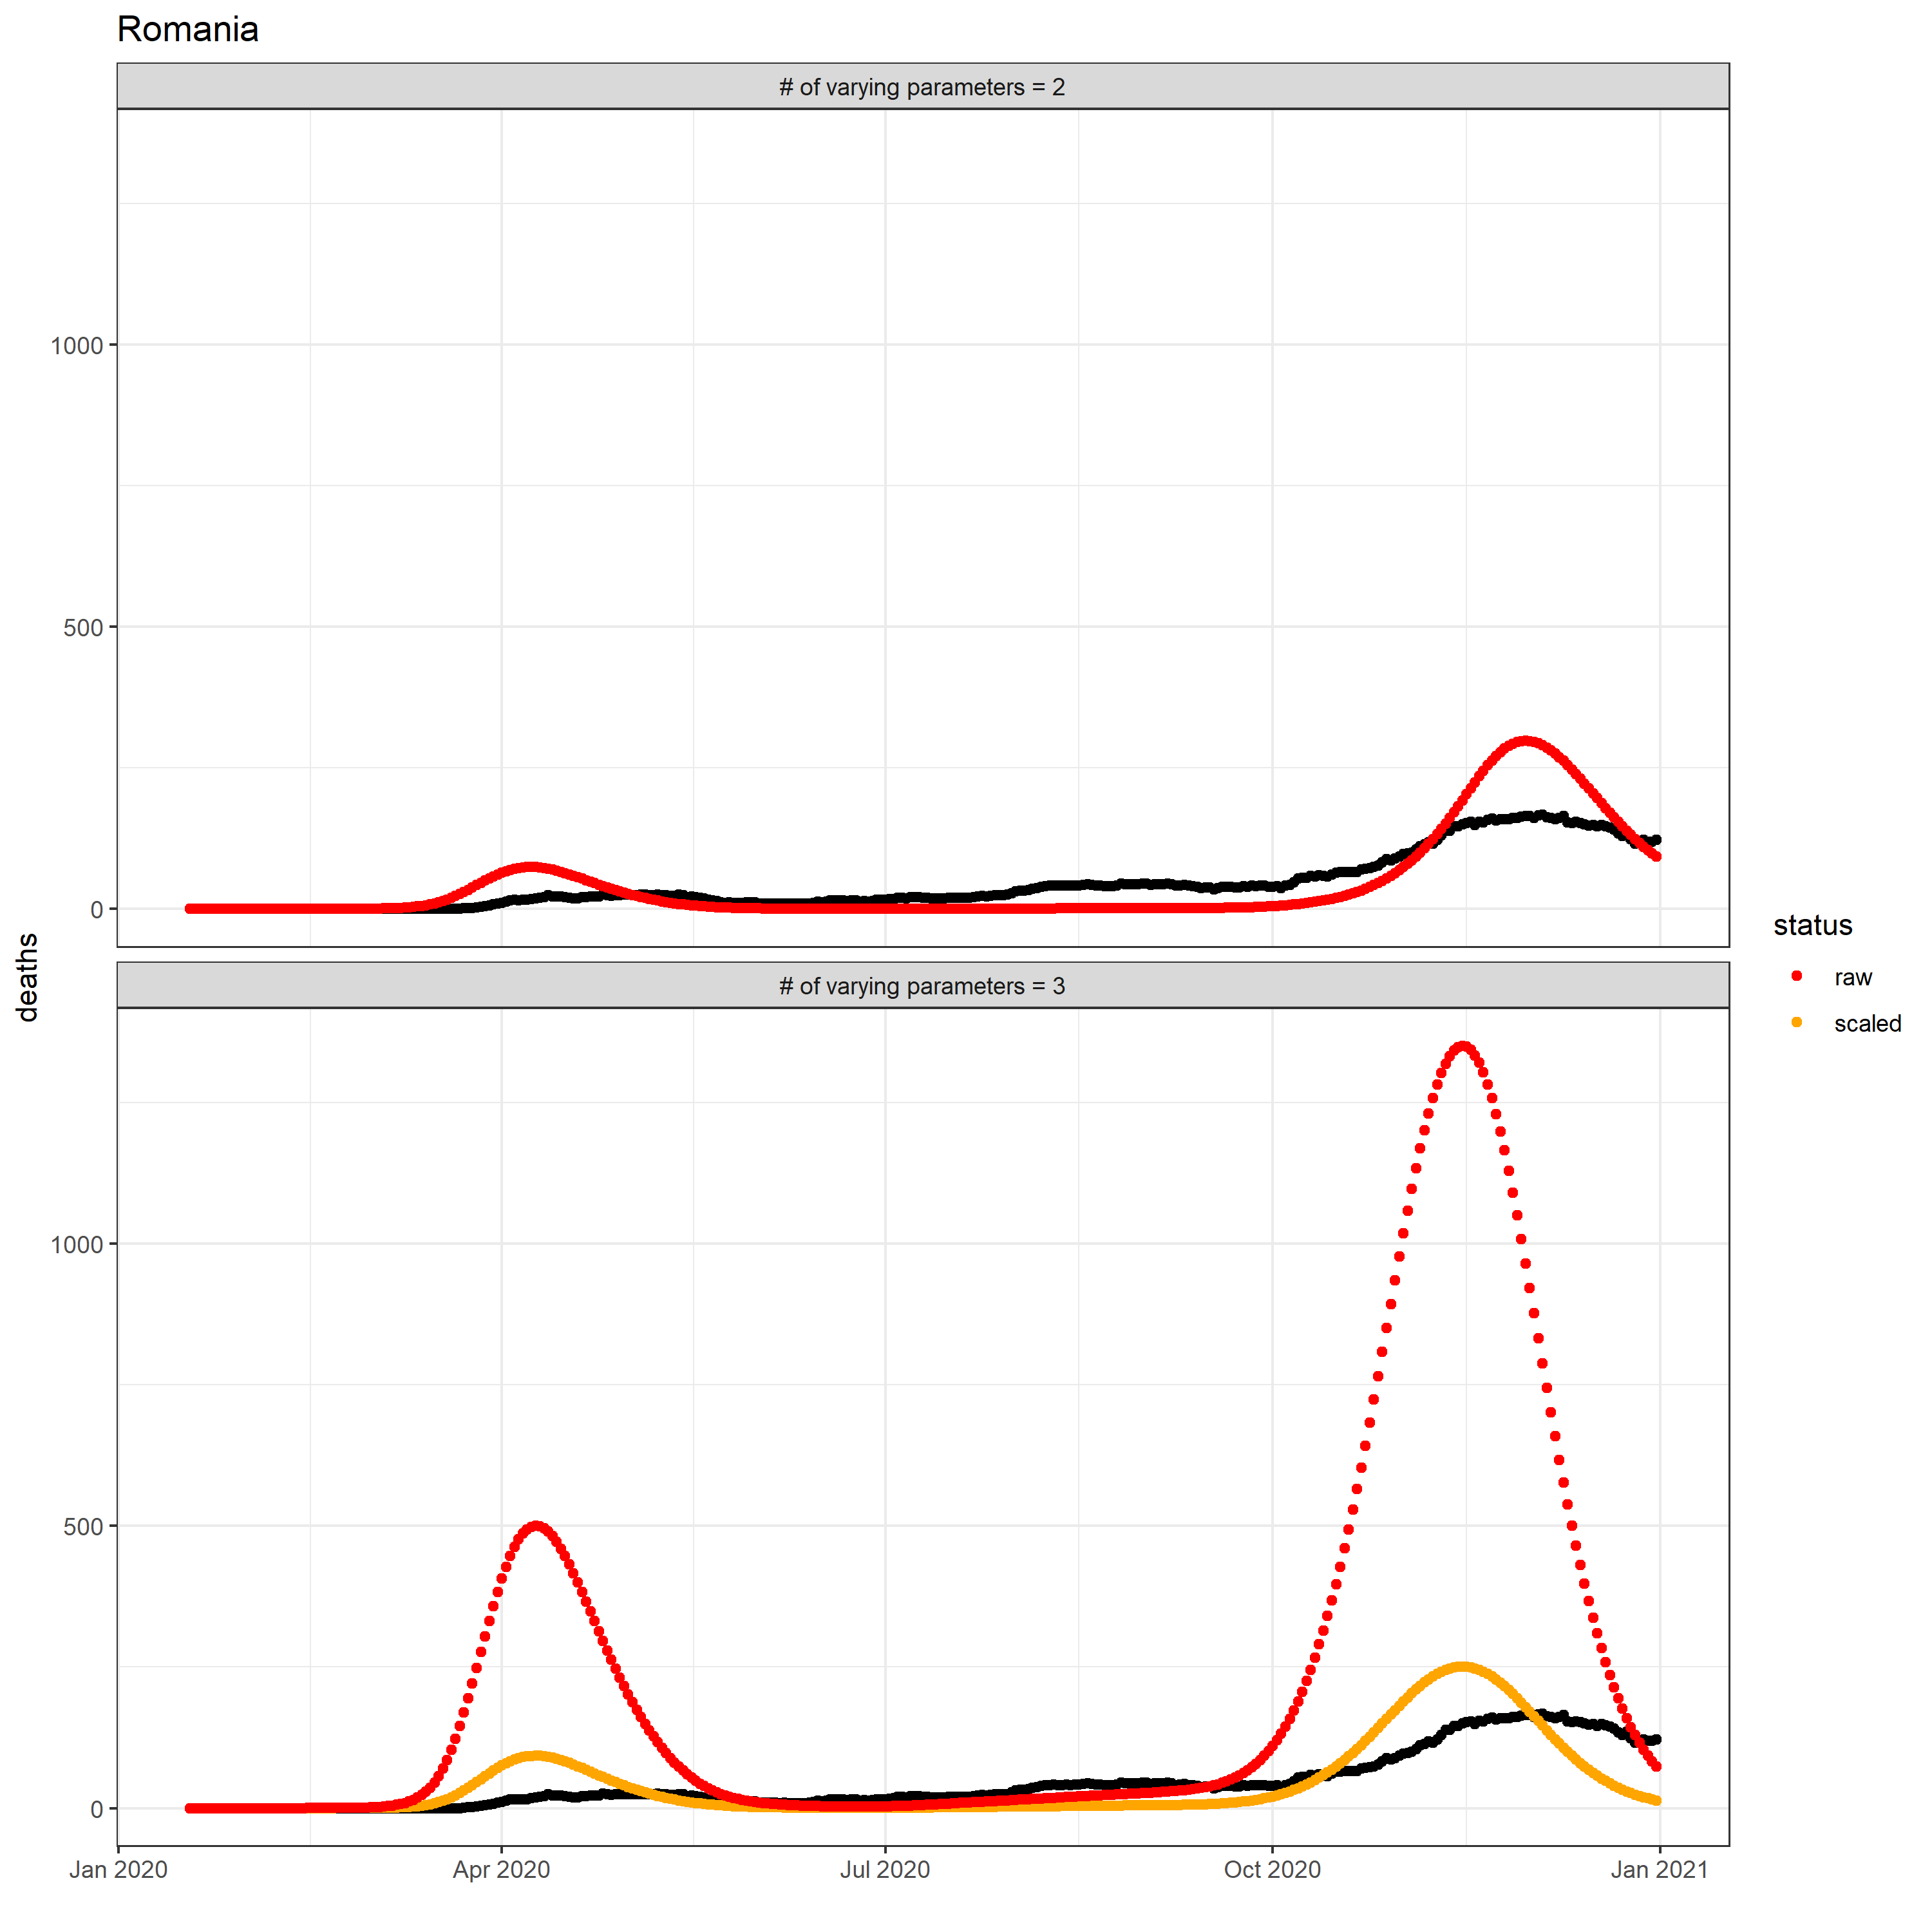 Romania
# of varying parameters = 2
1000
500
0
deaths
# of varying parameters = 3
1000
500
0
Jan 2020
Apr 2020
Jul 2020
Oct 2020
Jan 2021
status
raw
scaled